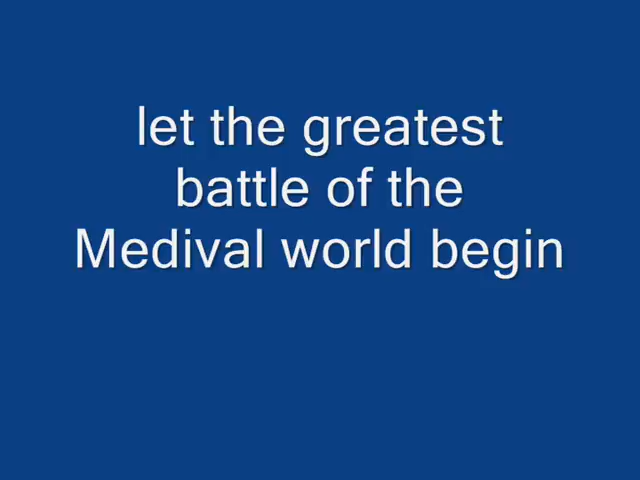 let the greatest
battle of the
Medival world begin